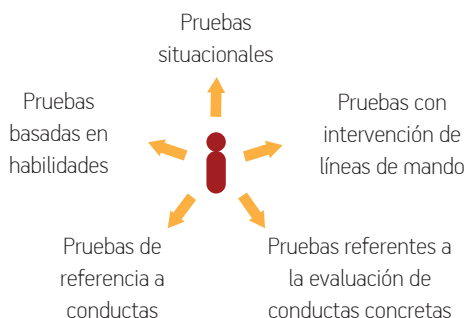 Pruebas
situacionales
Pruebas
basadas en
habilidades
Pruebas con
intervención de
líneas de mando
Pruebas de
referencia a
conductas
Pruebas referentes a
la evaluación de
conductas concretas